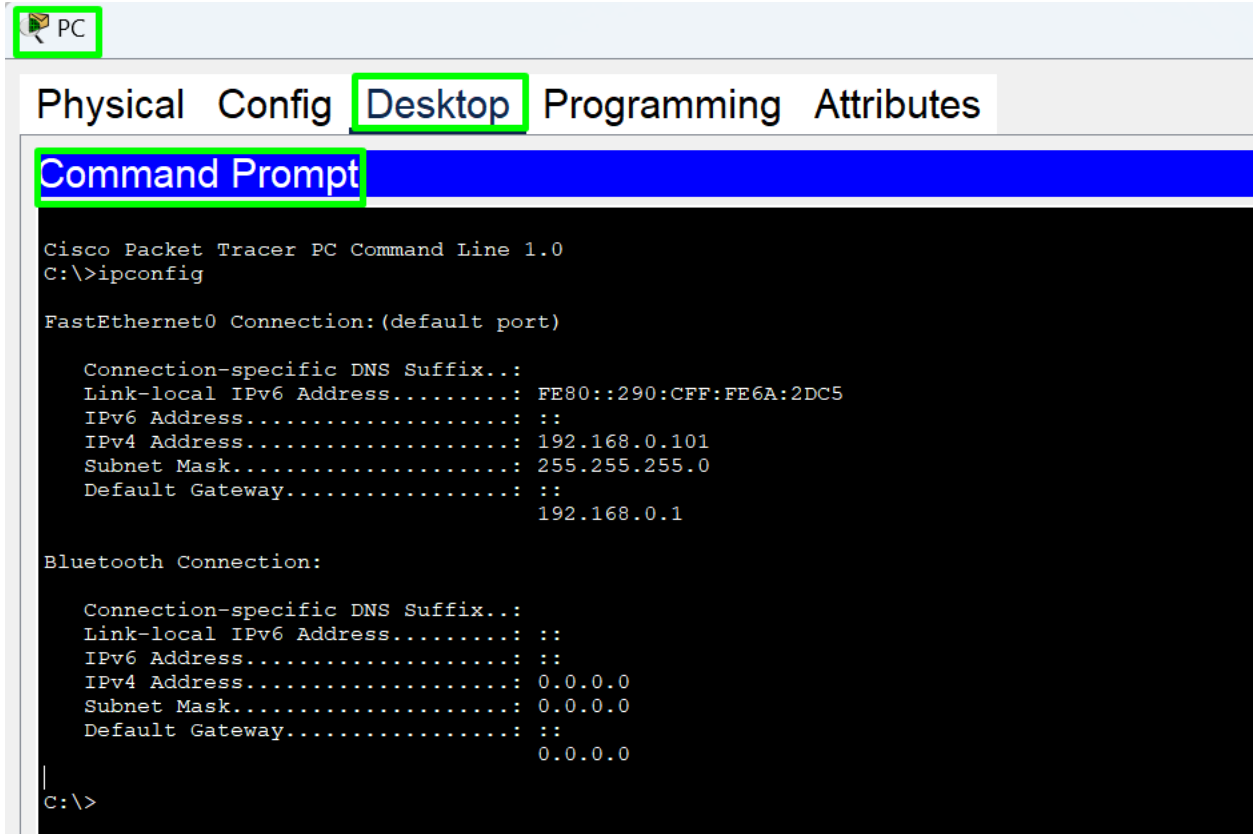 PC
Physical Config Desktop Programming Attributes
Command Prompt
Cisco Packet Tracer PC Command Line 1.0
C:\>ipconfig
FastEthernet0 Connection:(default port)
Connection-specific DNS Suffix..:
Link-local IPv6 Address.........: FE80::290:CFF:FE6A:2DC5
IPv6 Address....................: ::
IPv4 Address....................: 192.168.0.101
Subnet Mask.....................: 255.255.255.0
Default Gateway.................: ::
192.168.0.1
Bluetooth Connection:
Connection-specific DNS Suffix..:
Link-local IPv6 Address.........: ::
IPv6 Address....................: ::
IPv4 Address....................: 0.0.0.0
Subnet Mask.....................: 0.0.0.0
Default Gateway.................: ::
0.0.0.0
C:\>